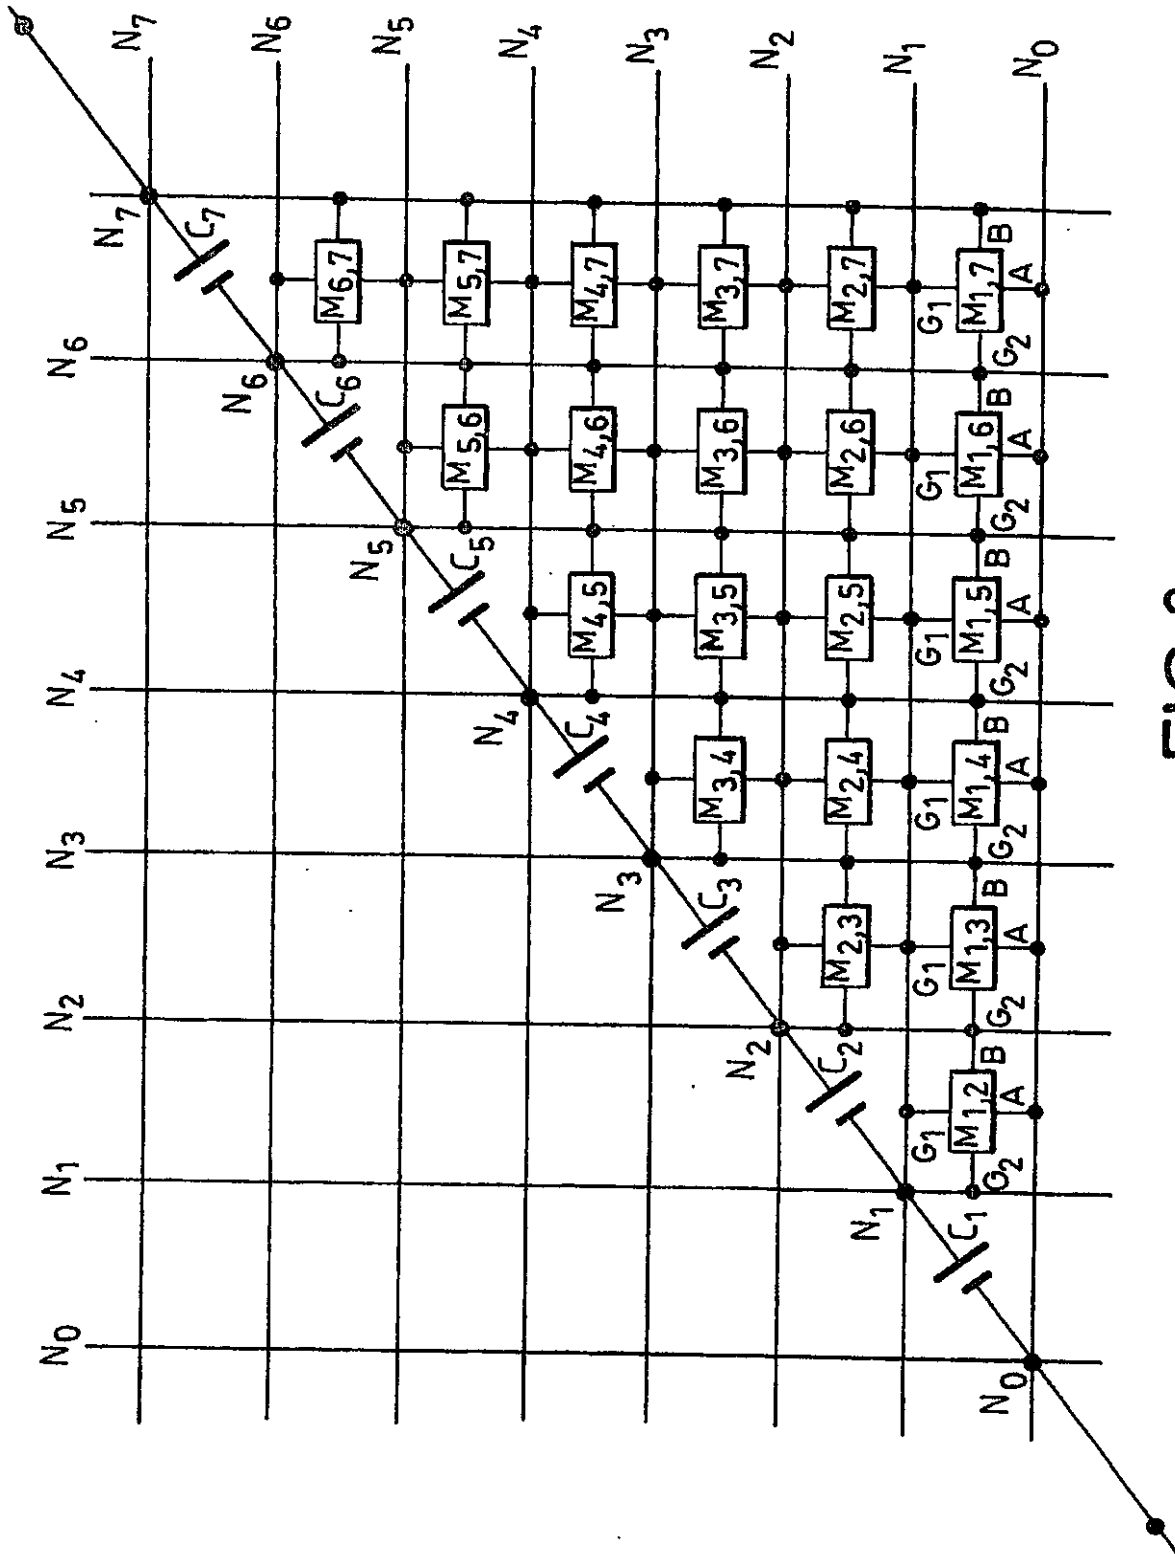 N0 N1 N2 N3 N4 N5 N6
N7 N7
C7
N6 N6
C6 M6,7
N5 N5
C5 M5,6 M5,7
N4 N4
C4 M4,5 M4,6 M4,7
N3 N3
C3 M3,4 M3,5 M3,6 M3,7
N2 N2
C2 M2,3 M2,4 M2,5 M2,6 M2,7
N1 N1
G1 G1 G1 G1 G1 G1
C1 M1,2 M1,3 M1,4 M1,5 M1,6 M1,7
G2 B G2 B G2 B G2 B G2 B G2 B
A A A A A A
N0 N0
FIG